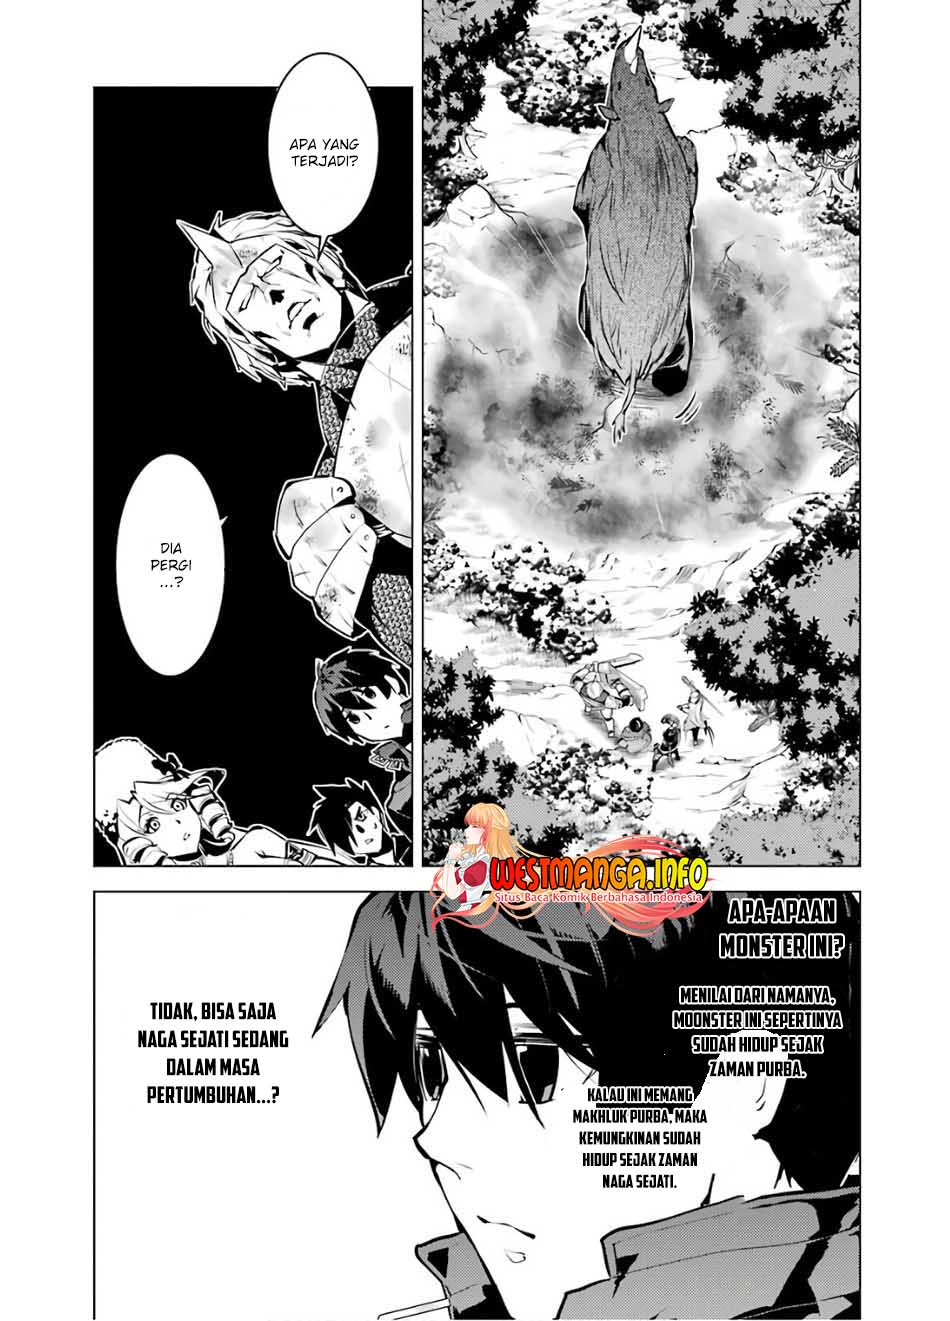 APA YANG
TERJADI?
DIA
PERGI
...?
WESTMANGA.INFO
Situs Baca Komik Berbahasa Indonesia
APA-APAAN
MONSTER INI?
MENILAI DARI NAMANYA,
MOONSTER INI SEPERTINYA
SUDAH HIDUP SEJAK
ZAMAN PURBA.
KALAU INI MEMANG
MAKHLUK PURBA, MAKA
KEMUNGKINAN SUDAH
HIDUP SEJAK ZAMAN
NAGA SEJATI.
TIDAK, BISA SAJA
NAGA SEJATI SEDANG
DALAM MASA
PERTUMBUHAN...?